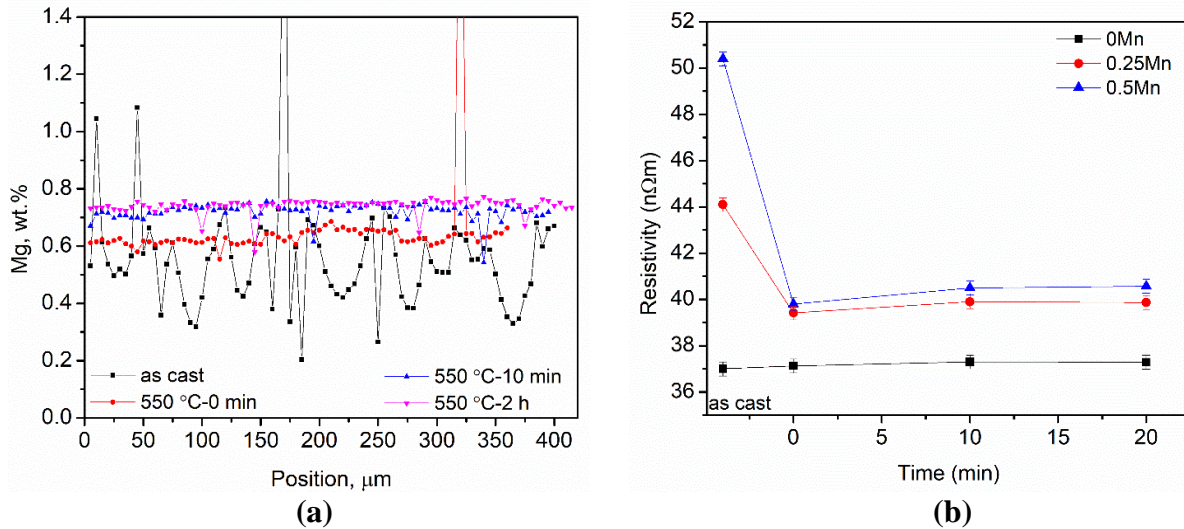 1.4
1.2
1.0
0.8
0.6
0.4
0.2
0.0
Mg, wt.%
as cast
550 °C-0 min
550 °C-10 min
550 °C-2 h
0 50 100 150 200 250 300 350 400
Position, μm
(a)
52
50
48
46
44
42
40
38
36
Resistivity (nΩm)
0Mn
0.25Mn
0.5Mn
as cast
0 5 10 15 20
Time (min)
(b)